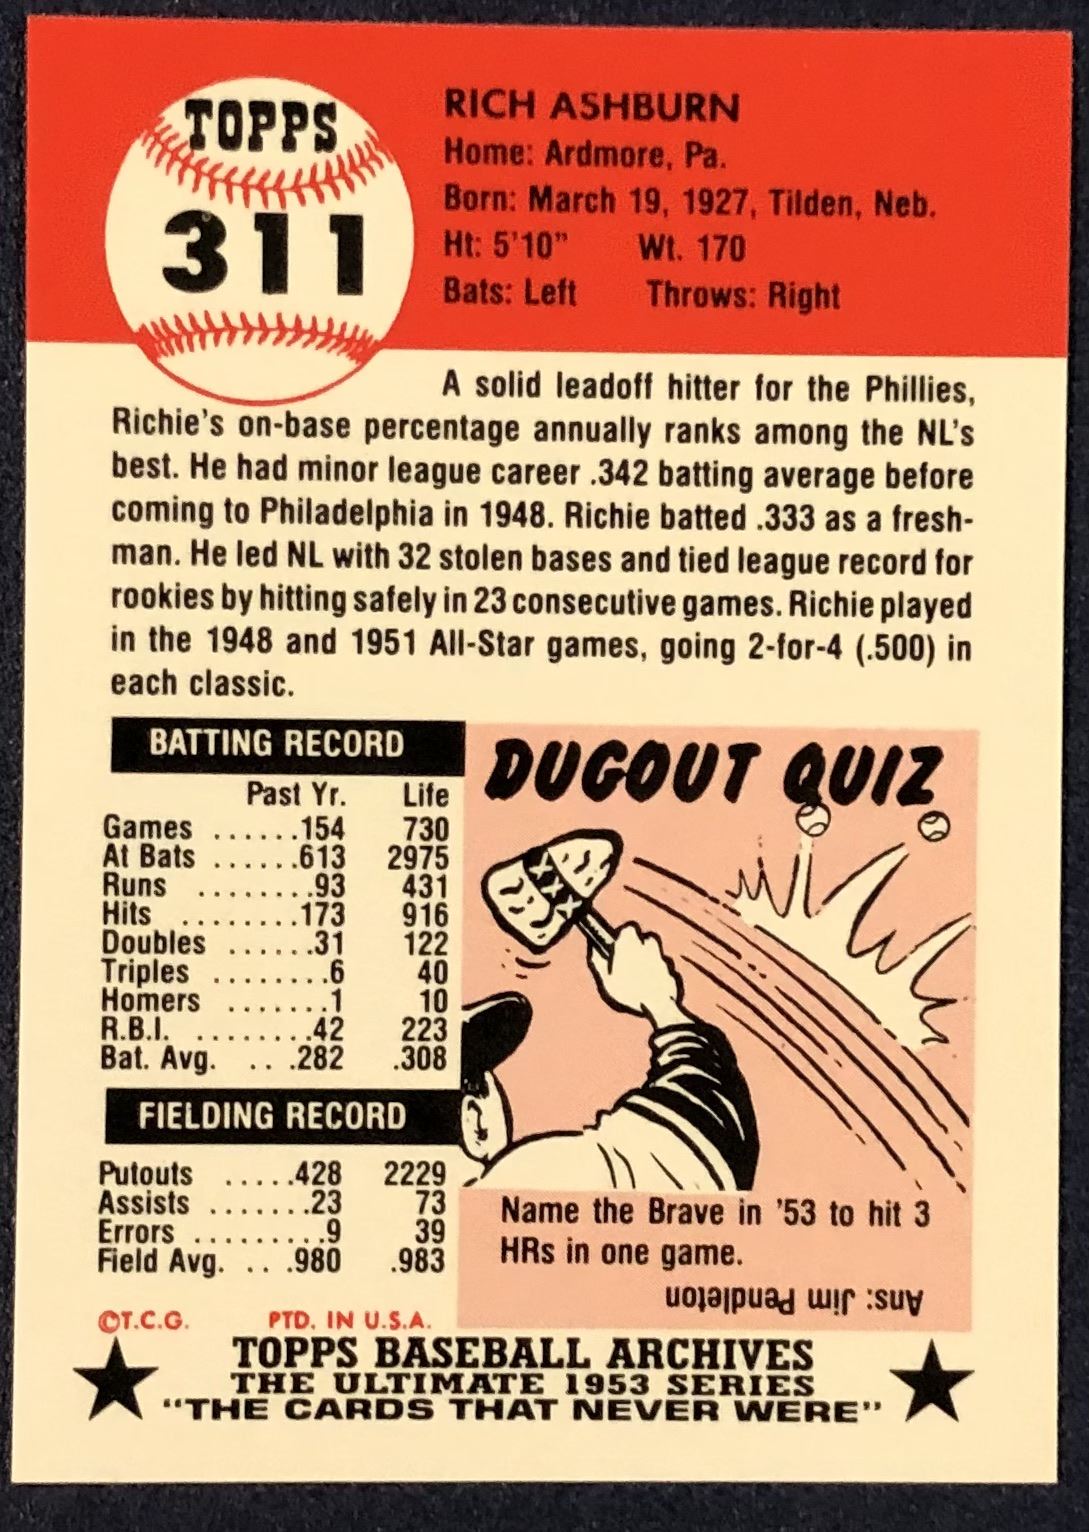 TOPPS
311
RICH ASHBURN
Home: Ardmore, Pa.
Born: March 19, 1927, Tilden, Neb.
Ht: 5'10" Wt. 170
Bats: Left Throws: Right
A solid leadoff hitter for the Phillies,
Richie's on-base percentage annually ranks among the NL's
best. He had minor league career .342 batting average before
coming to Philadelphia in 1948. Richie batted .333 as a fresh-
man. He led NL with 32 stolen bases and tied league record for
rookies by hitting safely in 23 consecutive games. Richie played
in the 1948 and 1951 All-Star games, going 2-for-4 (.500) in
each classic.
BATTING RECORD
Past Yr. Life
Games ......154 730
At Bats ......613 2975
Runs ........93 431
Hits ........173 916
Doubles ......31 122
Triples ........6 40
Homers .......1 10
R.B.I. ........42 223
Bat. Avg. ...282 .308
FIELDING RECORD
Putouts .....428 2229
Assists .......23 73
Errors .........9 39
Field Avg. ...980 .983
DUGOUT QUIZ
XXX
Name the Brave in '53 to hit 3
HRs in one game.
Ans: Jim Pendleton
©T.C.G. PTD. IN U.S.A.
TOPPS BASEBALL ARCHIVES
THE ULTIMATE 1953 SERIES
"THE CARDS THAT NEVER WERE"